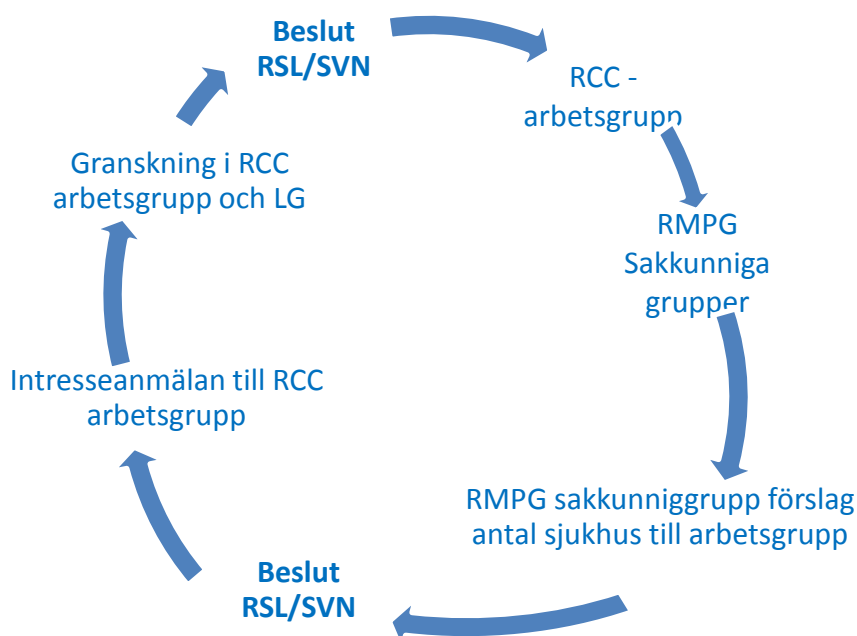 Beslut
RSL/SVN
RCC -
arbetsgrupp
RMPG
Sakkunniga
grupper
RMPG sakkunniggrupp förslag
antal sjukhus till arbetsgrupp
Beslut
RSL/SVN
Intresseanmälan till RCC
arbetsgrupp
Granskning i RCC
arbetsgrupp och LG